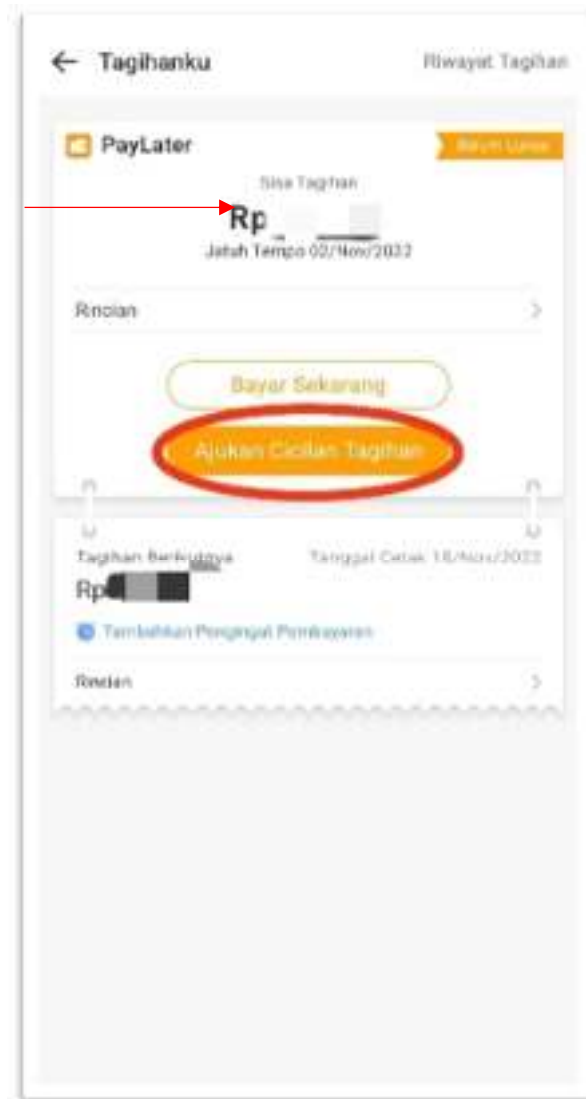 Tagihanku
Riwayat Tagihan
PayLater
Belum Lunas
Sisa Tagihan
Rp
Jatuh Tempo 02/Nov/2022
Rincian
Bayar Sekarang
Ajukan Cicilan Tagihan
Tagihan Berikutnya
Tanggal Cetak 18/Nov/2022
Rp
Tambahkan Pengingat Pembayaran
Rincian